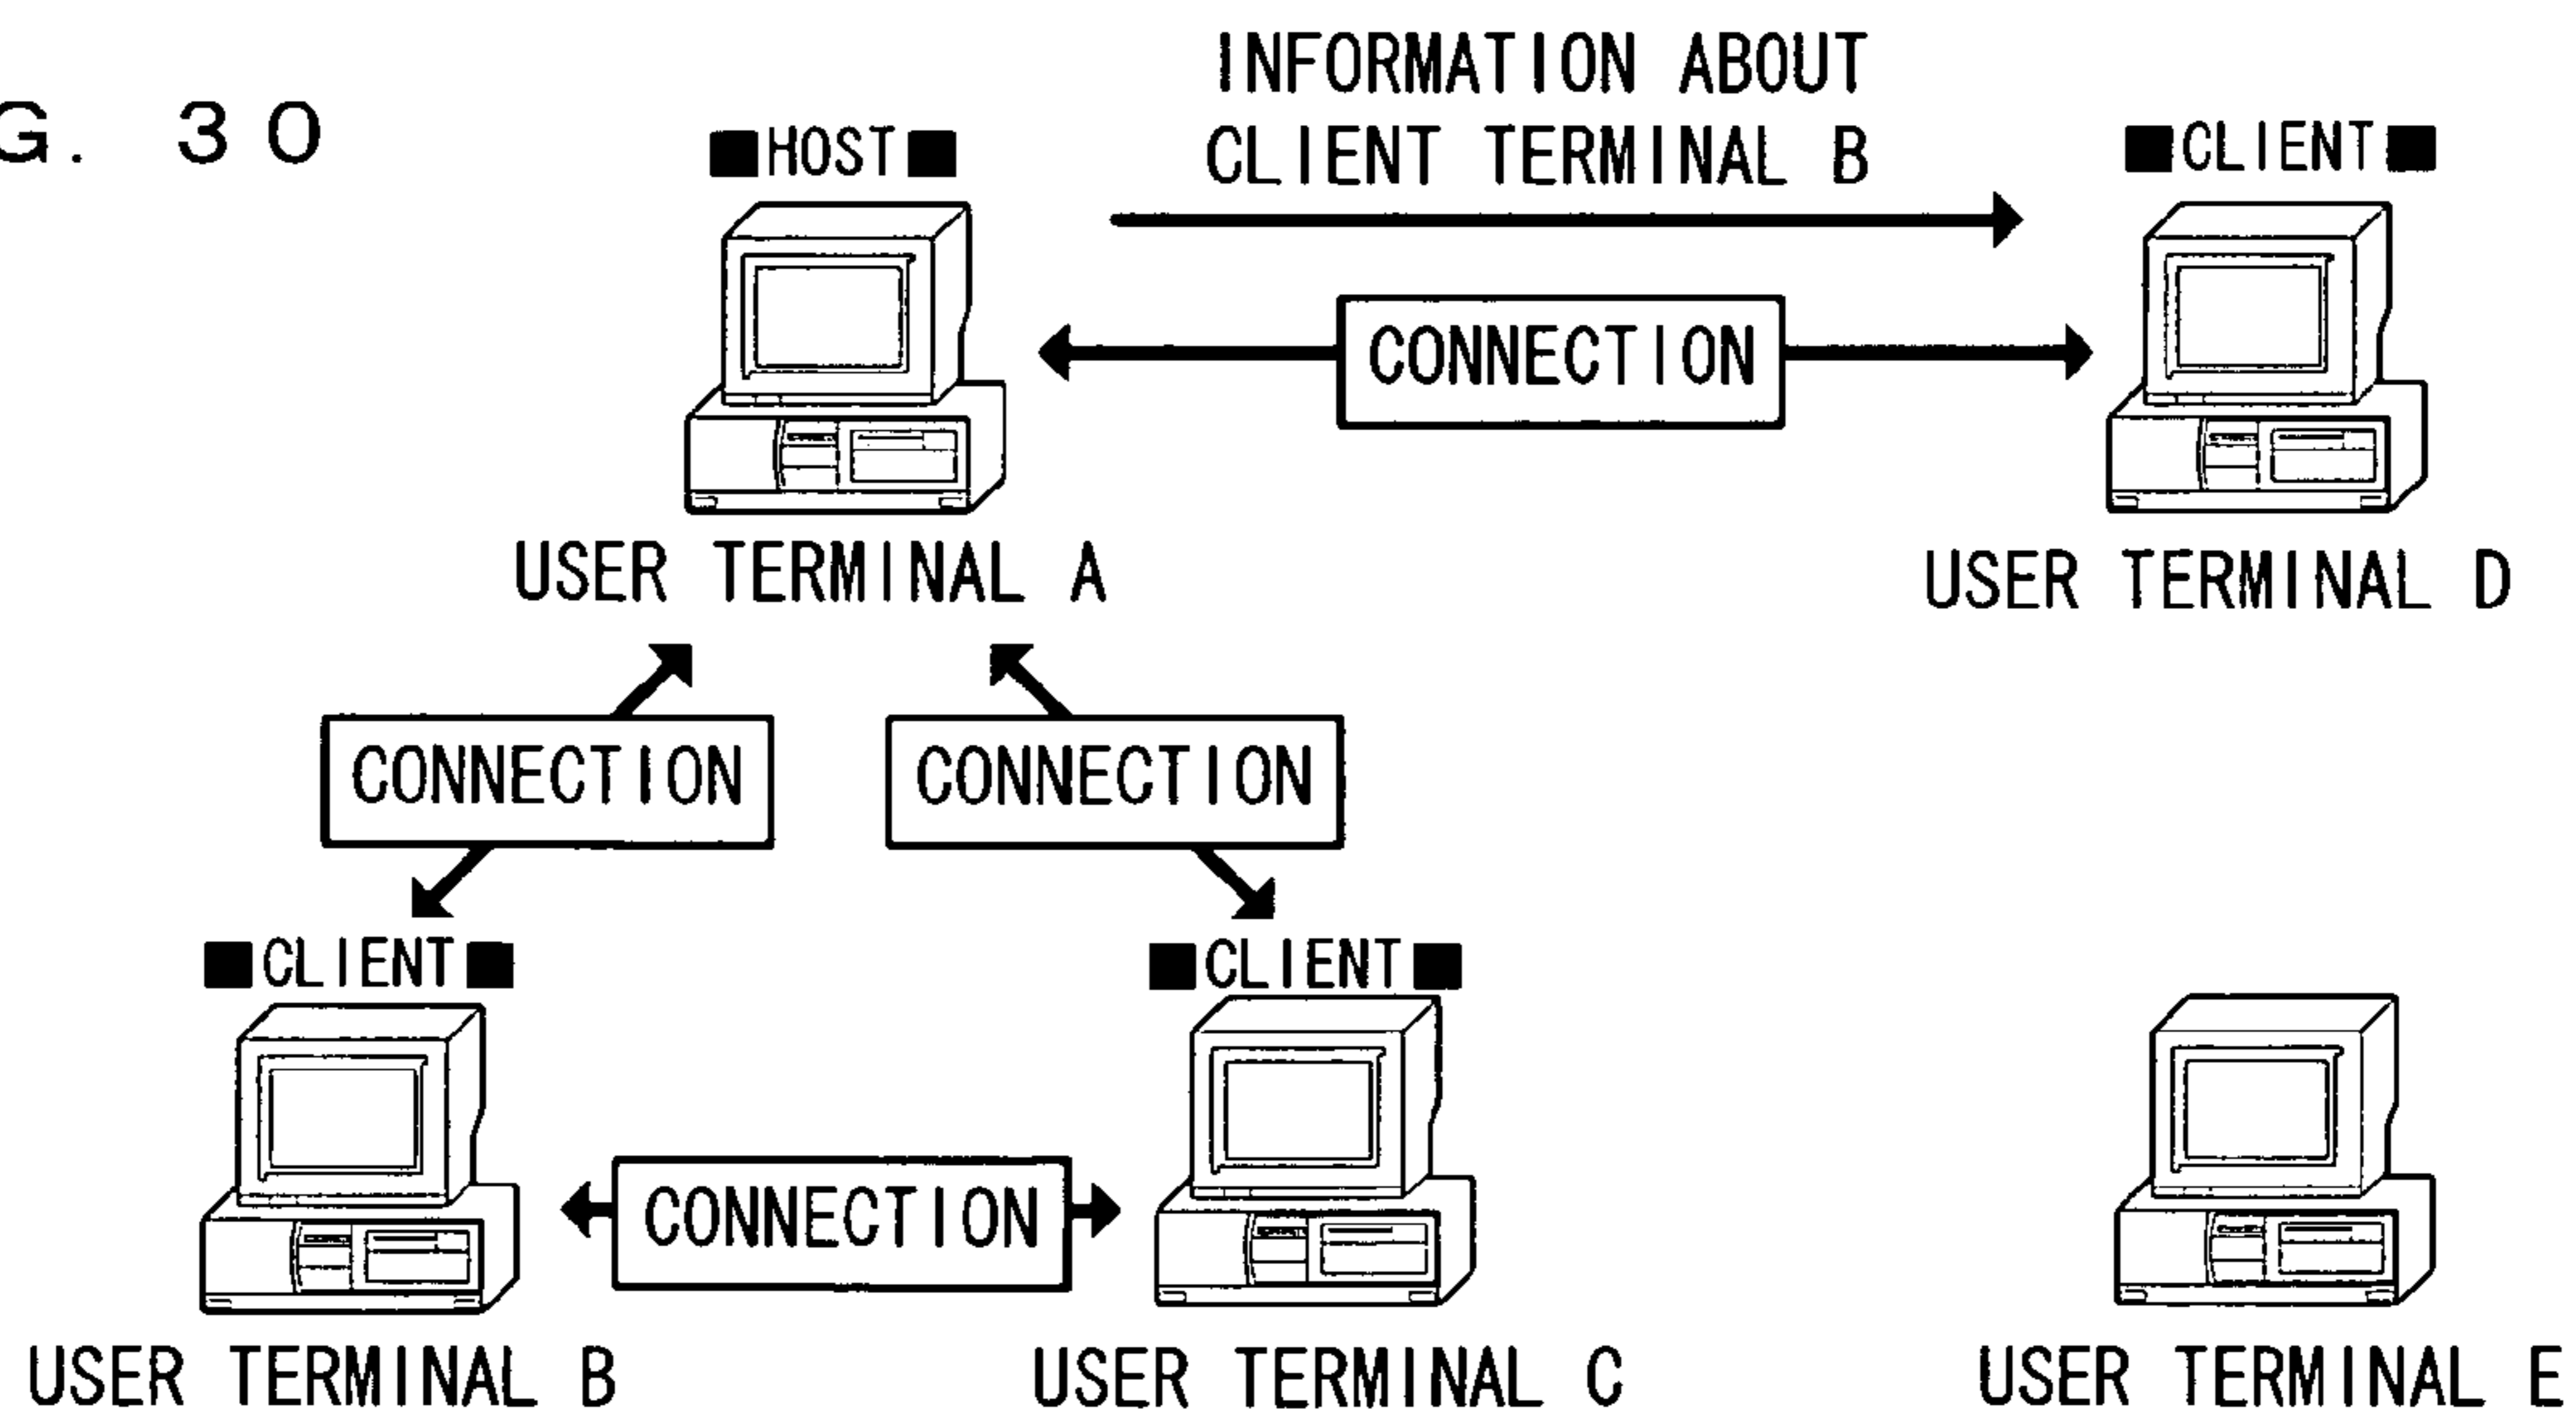 G. 30
INFORMATION ABOUT
CLIENT TERMINAL B
■HOST■
■CLIENT■
CONNECTION
USER TERMINAL A
USER TERMINAL D
CONNECTION
CONNECTION
■CLIENT■
■CLIENT■
CONNECTION
USER TERMINAL B
USER TERMINAL C
USER TERMINAL E